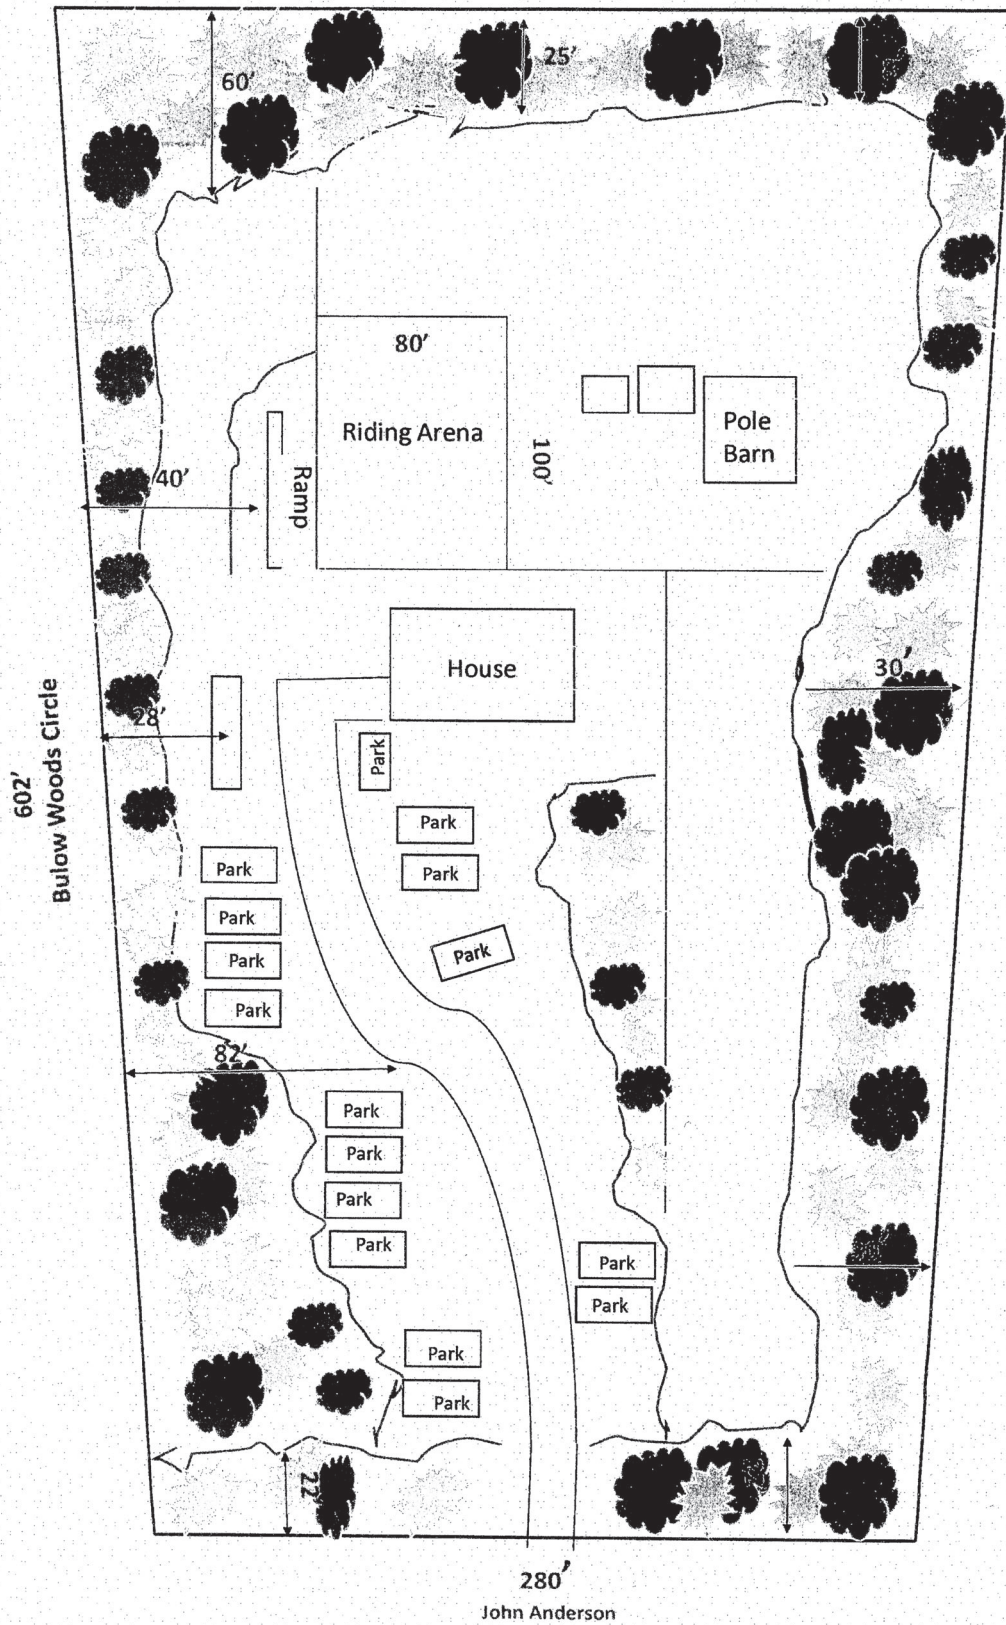 60’
25’
80’
Riding Arena
100’
Pole
Barn
40’
Ramp
House
30’
602’
Bulow Woods Circle
28’
Park
Park
Park
Park
Park
Park
Park
Park
82’
Park
Park
Park
Park
Park
Park
Park
Park
22’
280’
John Anderson